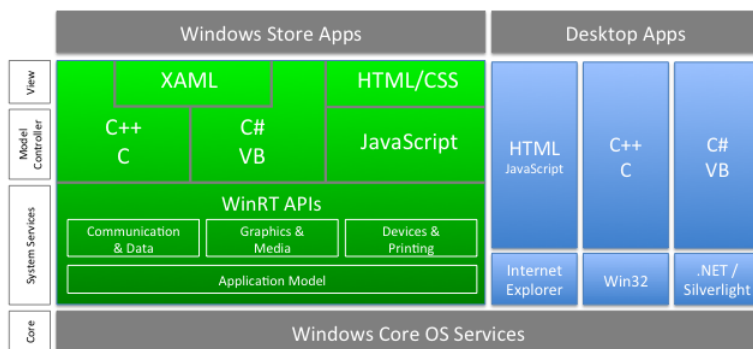 Windows Store Apps
Desktop Apps
View
Model
Controller
System Services
Core
XAML
HTML/CSS
C++
C
C#
VB
JavaScript
WinRT APIs
Communication
& Data
Graphics &
Media
Devices &
Printing
Application Model
HTML
JavaScript
C++
C
C#
VB
Internet
Explorer
Win32
.NET /
Silverlight
Windows Core OS Services